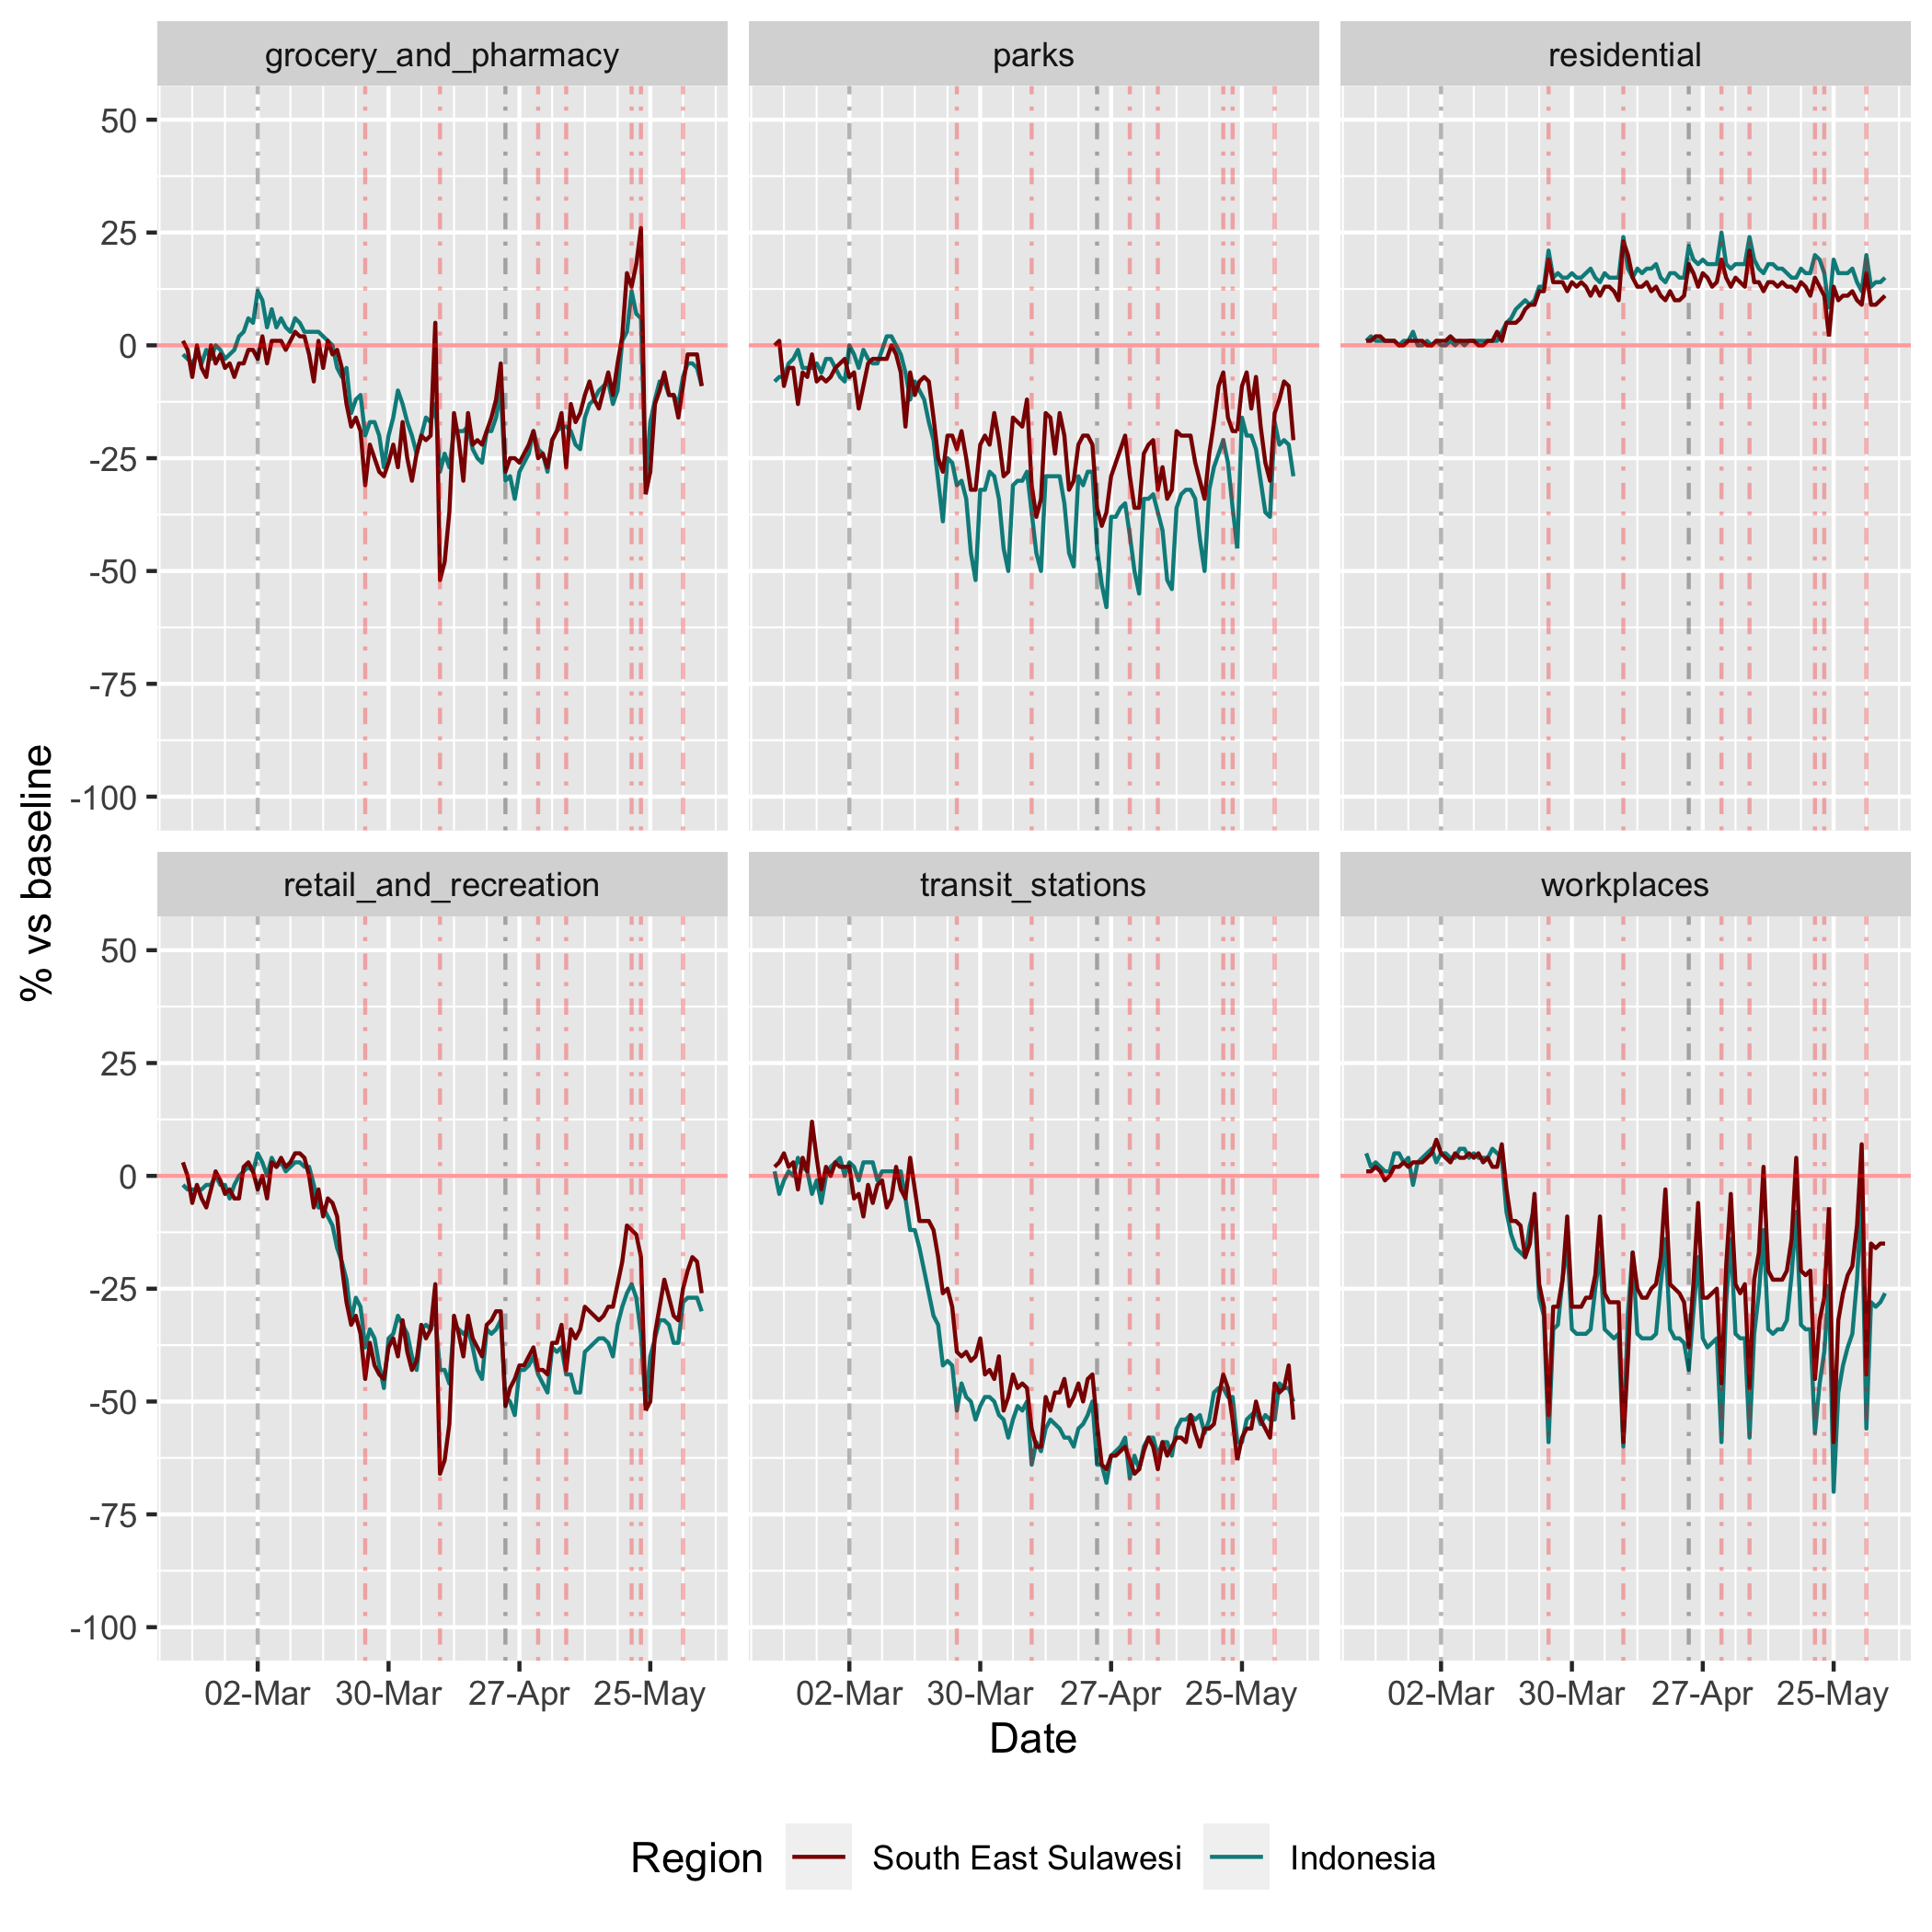 grocery_and_pharmacy parks residential
50
25
0
-25
-50
-75
-100
% vs baseline
retail_and_recreation transit_stations workplaces
50
25
0
-25
-50
-75
-100
02-Mar 30-Mar 27-Apr 25-May 02-Mar 30-Mar 27-Apr 25-May 02-Mar 30-Mar 27-Apr 25-May
Date
Region South East Sulawesi Indonesia